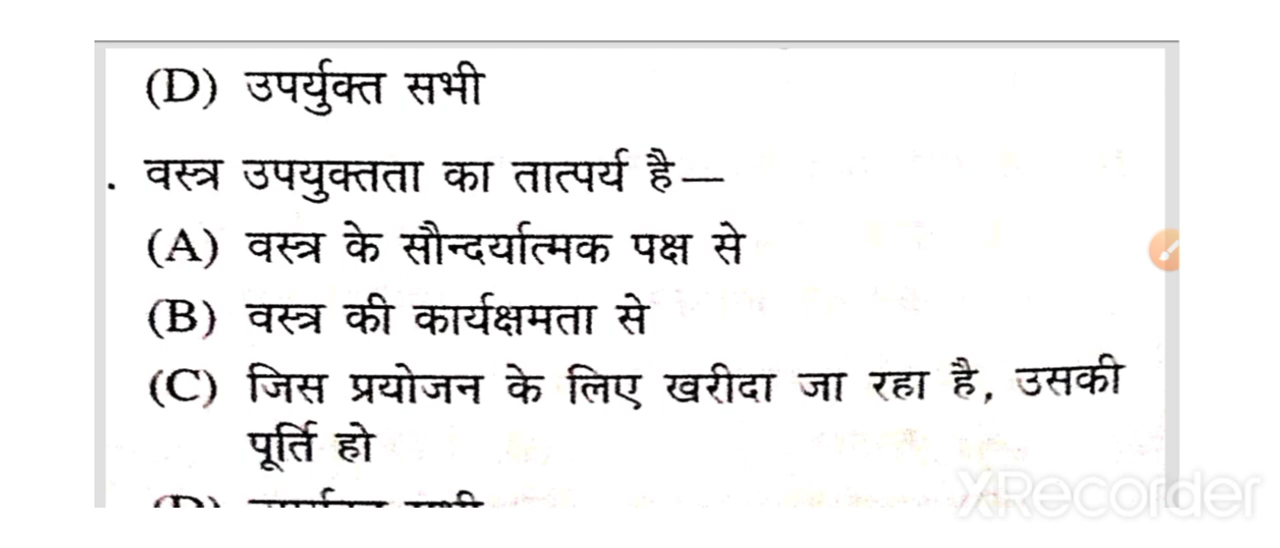 (D) उपर्युक्त सभी
. वस्त्र उपयुक्तता का तात्पर्य है—
(A) वस्त्र के सौन्दर्यात्मक पक्ष से
(B) वस्त्र की कार्यक्षमता से
(C) जिस प्रयोजन के लिए खरीदा जा रहा है, उसकी
पूर्ति हो
XRecorder